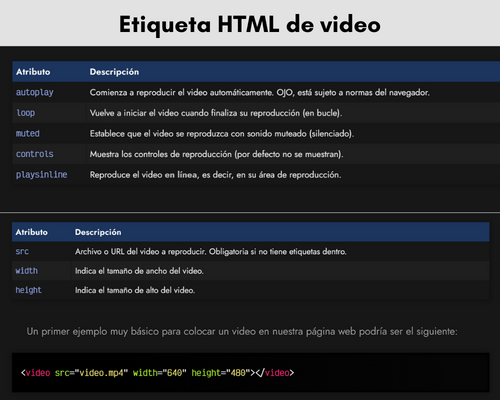 Etiqueta HTML de video
Atributo Descripción
autoplay Comienza a reproducir el video automáticamente. OJO, está sujeto a normas del navegador.
loop Vuelve a iniciar el video cuando finaliza su reproducción (en bucle).
muted Establece que el video se reproduzca con sonido muteado (silenciado).
controls Muestra los controles de reproducción (por defecto no se muestran).
playsinline Reproduce el video en línea, es decir, en su área de reproducción.
Atributo Descripción
src Archivo o URL del video a reproducir. Obligatoria si no tiene etiquetas dentro.
width Indica el tamaño de ancho del video.
height Indica el tamaño de alto del video.
Un primer ejemplo muy básico para colocar un video en nuestra página web podría ser el siguiente:
<video src="video.mp4" width="640" height="480"></video>